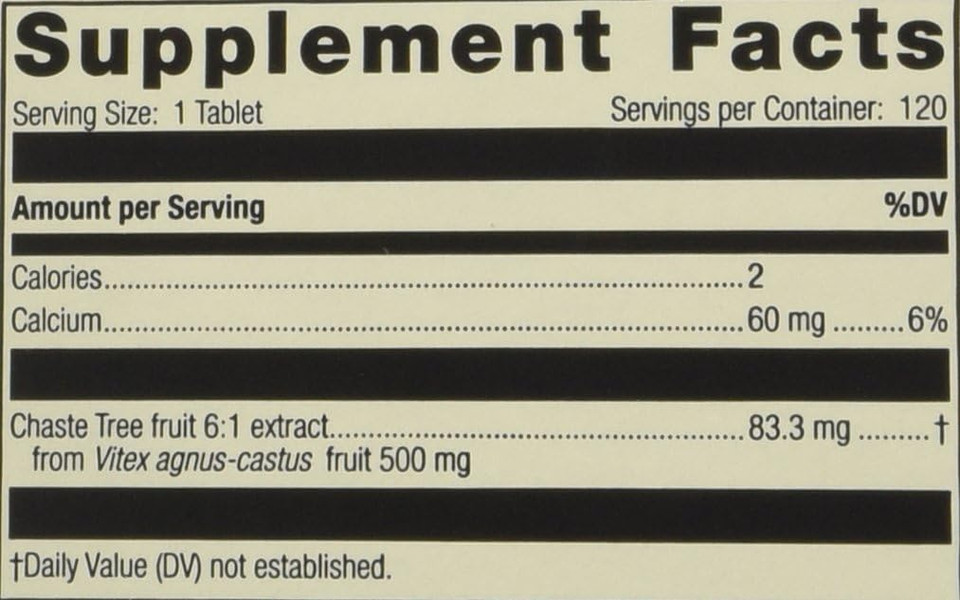 Supplement Facts
Serving Size: 1 Tablet Servings per Container: 120
Amount per Serving %DV
Calories........................................................................................2
Calcium........................................................................................60 mg .........6%
Chaste Tree fruit 6:1 extract.........................................................83.3 mg .........†
from Vitex agnus-castus fruit 500 mg
†Daily Value (DV) not established.